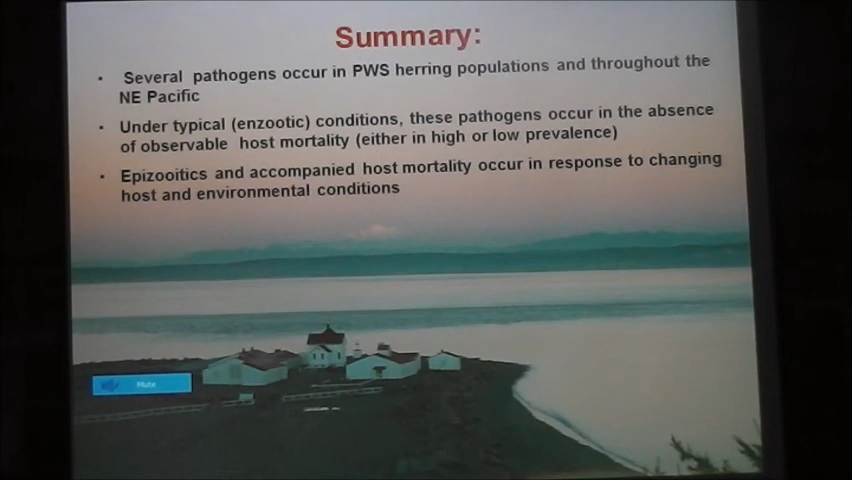 Summary:
• Several pathogens occur in PWS herring populations and throughout the
NE Pacific
• Under typical (enzootic) conditions, these pathogens occur in the absence
of observable host mortality (either in high or low prevalence)
• Epizooitics and accompanied host mortality occur in response to changing
host and environmental conditions
Mute